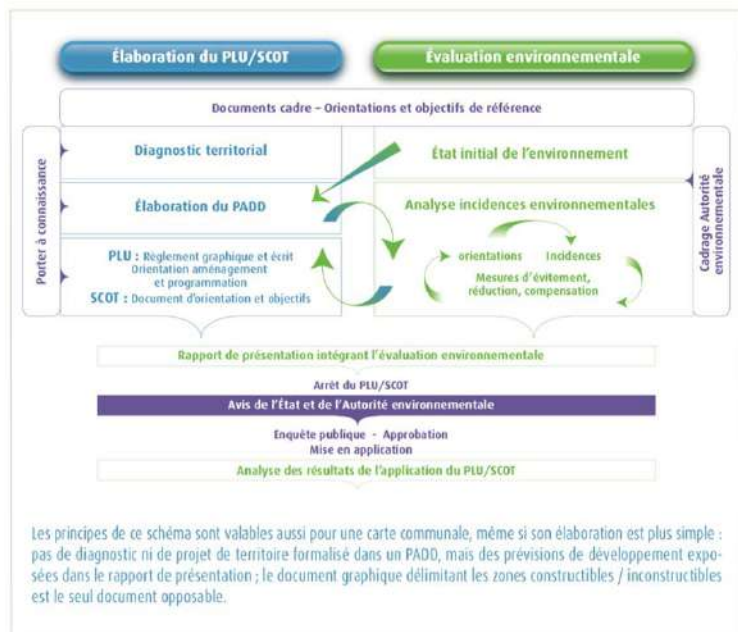 Élaboration du PLU/SCOT
Évaluation environnementale
Documents cadre – Orientations et objectifs de référence
Porter à connaissance
Diagnostic territorial
État initial de l'environnement
Élaboration du PADD
Analyse incidences environnementales
PLU : Règlement graphique et écrit
Orientation aménagement
et programmation
SCOT : Document d'orientation et objectifs
orientations
Incidences
Mesures d'évitement,
réduction, compensation
Cadrage Autorité
environnementale
Rapport de présentation intégrant l'évaluation environnementale
Arrêt du PLU/SCOT
Avis de l'État et de l'Autorité environnementale
Enquête publique - Approbation
Mise en application
Analyse des résultats de l'application du PLU/SCOT
Les principes de ce schéma sont valables aussi pour une carte communale, même si son élaboration est plus simple :
pas de diagnostic ni de projet de territoire formalisé dans un PADD, mais des prévisions de développement expo-
sées dans le rapport de présentation ; le document graphique délimitant les zones constructibles / inconstructibles
est le seul document opposable.